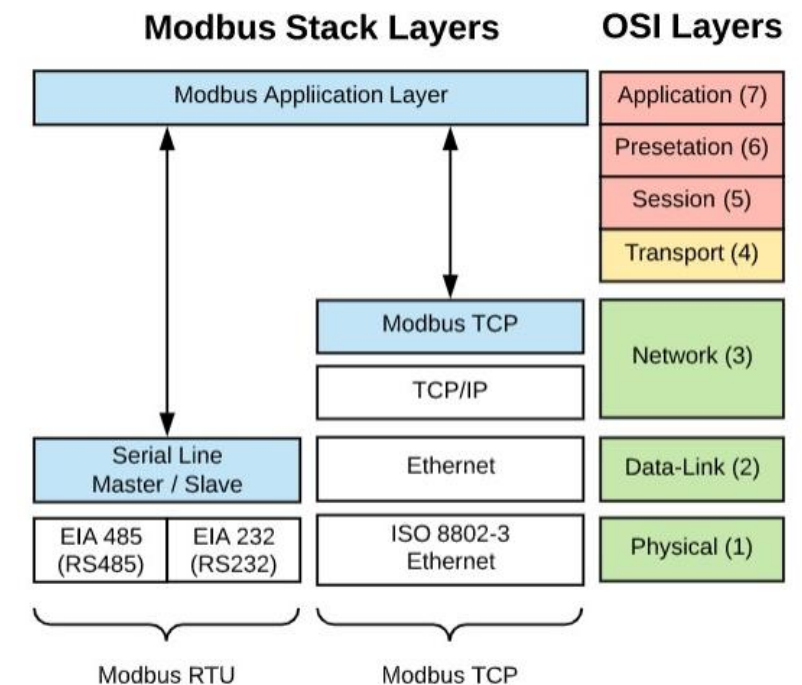 Modbus Stack Layers
OSI Layers
Modbus Appliication Layer
Application (7)
Presetation (6)
Session (5)
Transport (4)
Modbus TCP
Network (3)
TCP/IP
Serial Line
Master / Slave
Ethernet
Data-Link (2)
EIA 485
(RS485)
EIA 232
(RS232)
ISO 8802-3
Ethernet
Physical (1)
Modbus RTU
Modbus TCP